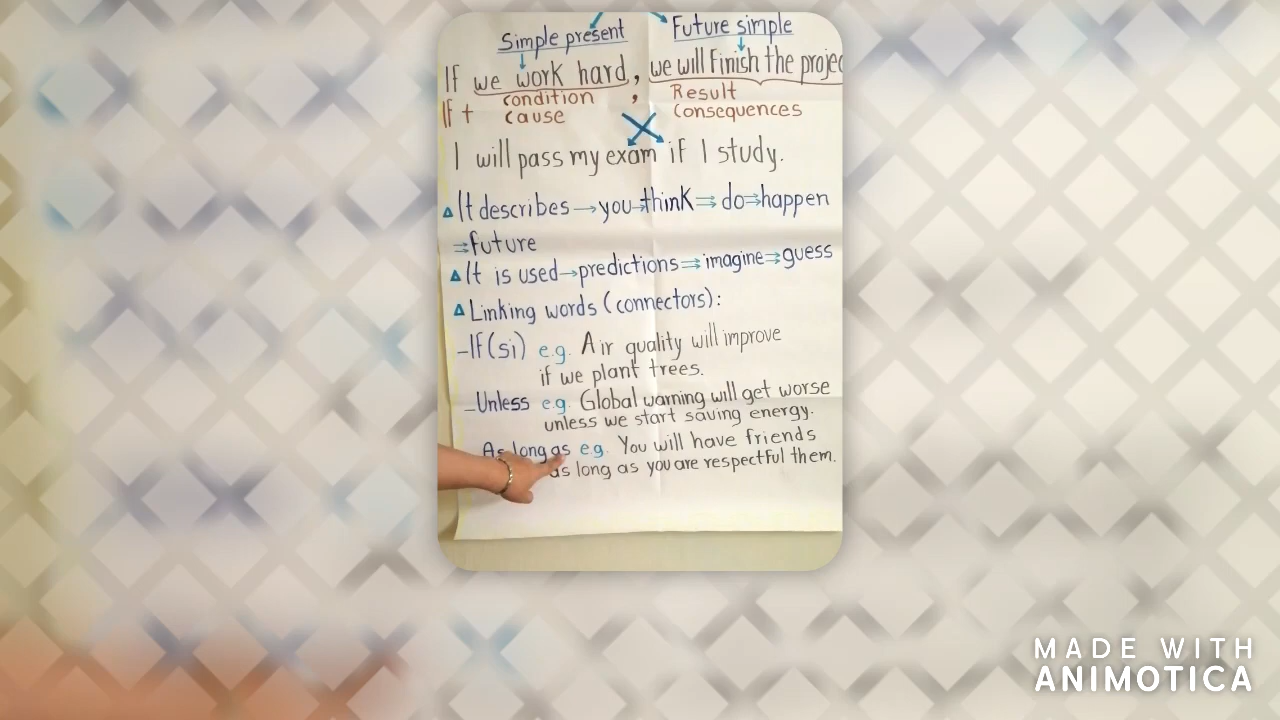 Simple present Future simple
If we work hard, we will finish the projec
If + condition , Result
cause Consequences
I will pass my exam if I study.
It describes → you → think ⇒ do ⇒ happen
⇒ future
It is used → predictions ⇒ imagine ⇒ guess
Linking words (connectors):
-If (si) e.g. Air quality will improve
if we plant trees.
-Unless e.g. Global warning will get worse
unless we start saving energy.
As long as e.g. You will have friends
as long as you are respectful them.
MADE WITH
ANIMOTICA